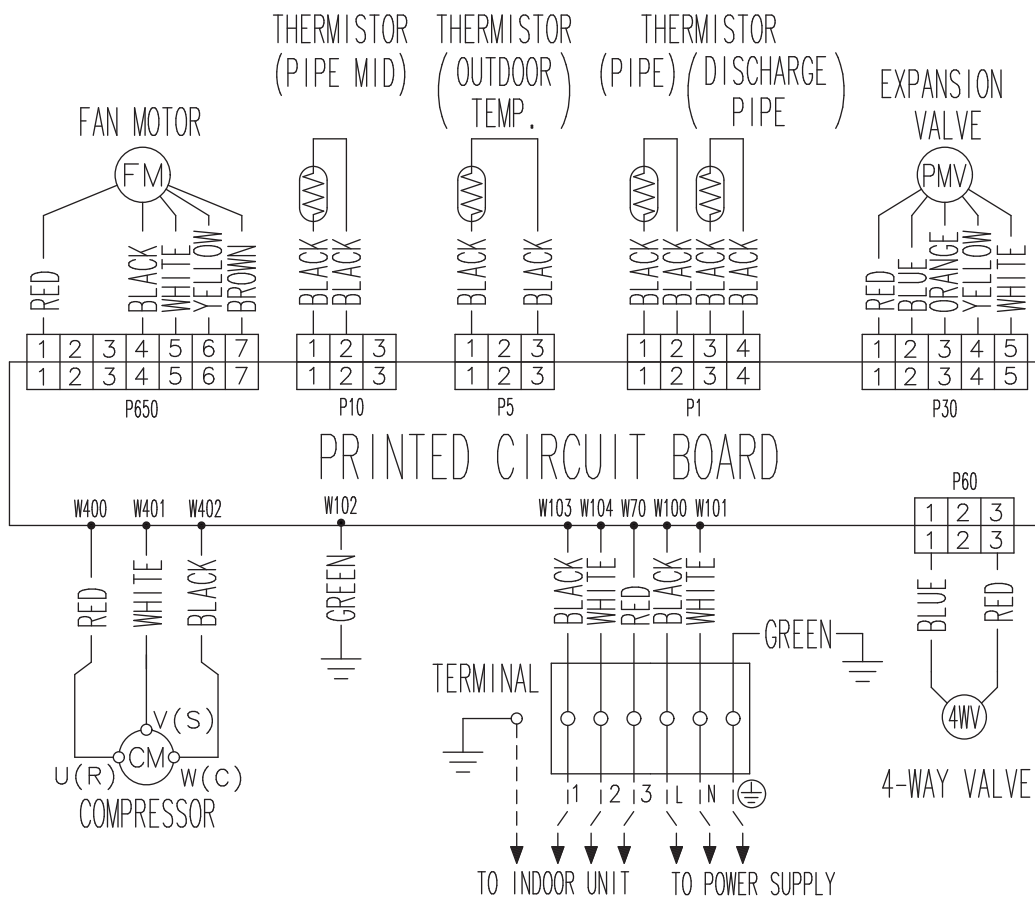 THERMISTOR THERMISTOR THERMISTOR
(PIPE MID) (OUTDOOR TEMP.) (PIPE) (DISCHARGE PIPE)
EXPANSION
VALVE
FAN MOTOR
FM
PMV
RED BLACK WHITE YELLOW BROWN
BLACK BLACK
BLACK BLACK
BLACK BLACK BLACK BLACK
RED BLUE ORANGE YELLOW WHITE
1 2 3 4 5 6 7
1 2 3 4 5 6 7
P650
1 2 3
1 2 3
P10
1 2 3
1 2 3
P5
1 2 3 4
1 2 3 4
P1
1 2 3 4 5
1 2 3 4 5
P30
PRINTED CIRCUIT BOARD
W400 W401 W402 W102 W103 W104 W70 W100 W101
P60
1 2 3
1 2 3
RED WHITE BLACK
GREEN
BLACK WHITE RED BLACK WHITE
BLUE RED
GREEN
TERMINAL
V(S)
CM
U(R) W(C)
COMPRESSOR
4WV
4-WAY VALVE
1 2 3 L N
TO INDOOR UNIT TO POWER SUPPLY